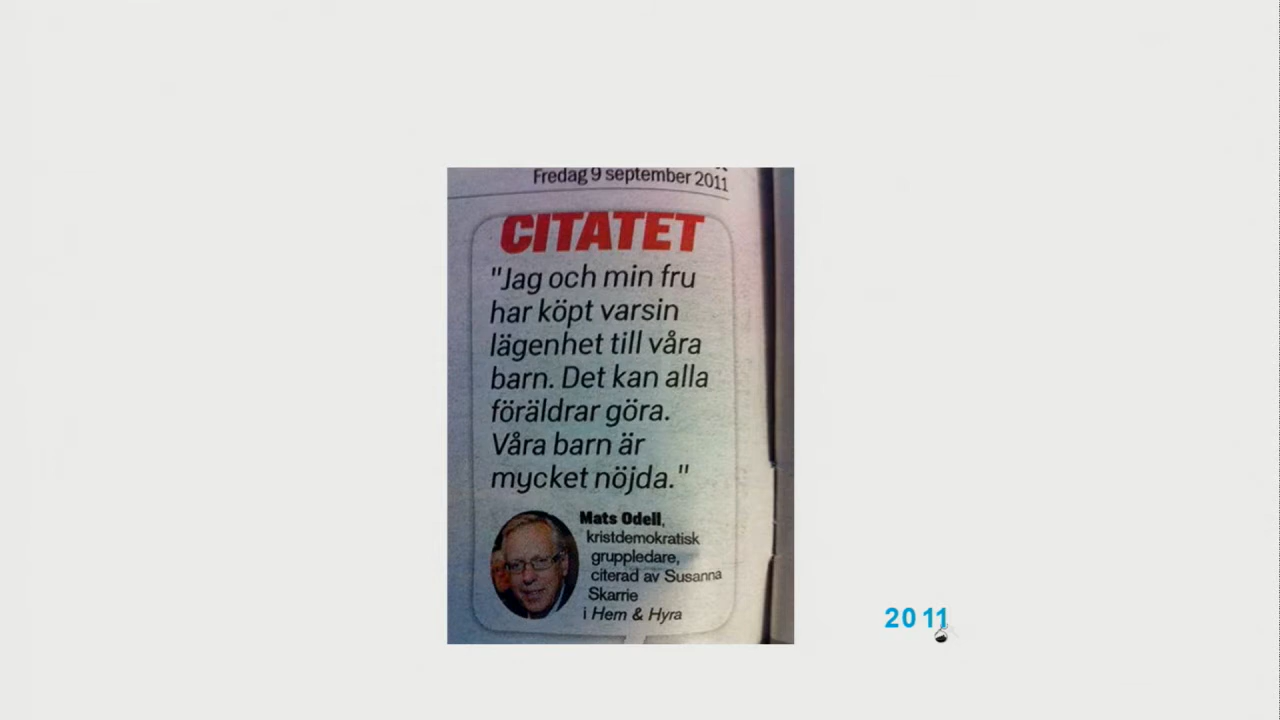 Fredag 9 september 2011
CITATET
"Jag och min fru
har köpt varsin
lägenhet till våra
barn. Det kan alla
föräldrar göra.
Våra barn är
mycket nöjda."
Mats Odell,
kristdemokratisk
gruppledare,
citerad av Susanna
Skarrie
i Hem & Hyra
2011